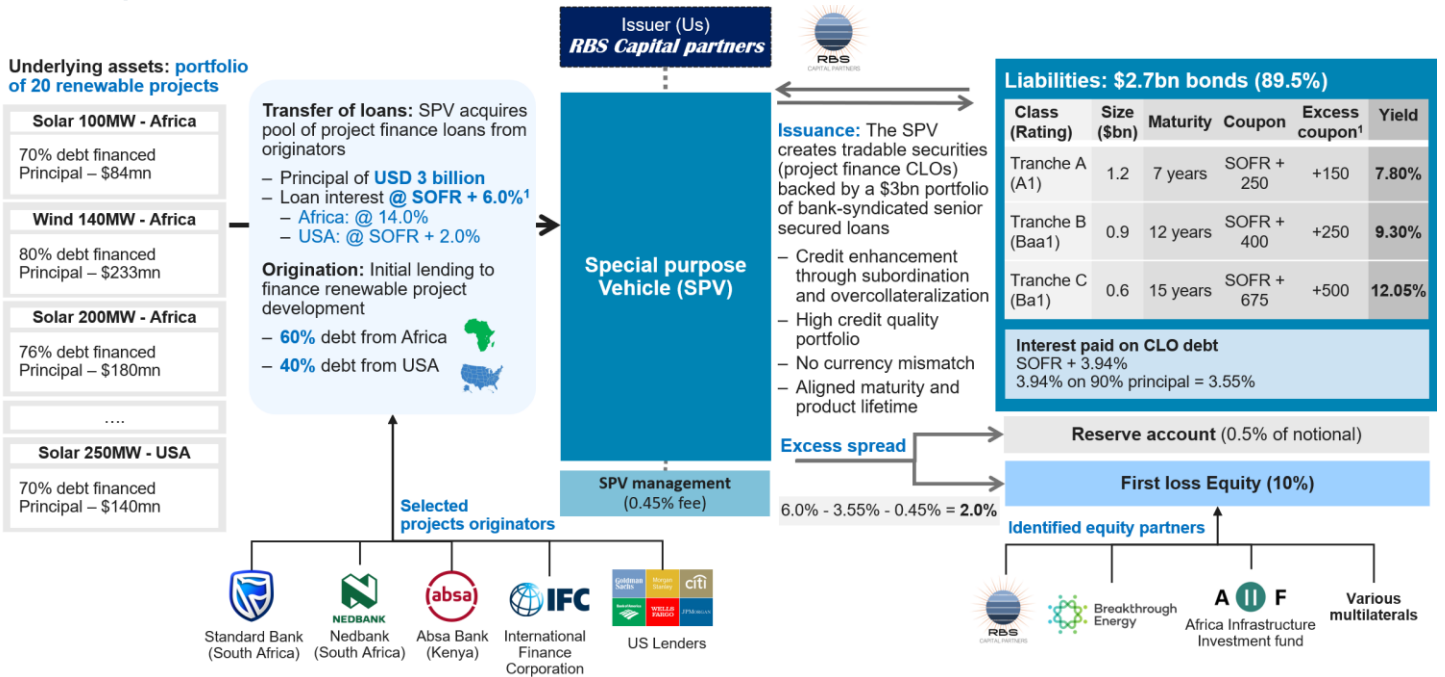 Issuer (Us)
RBS Capital partners
RBS
CAPITAL PARTNERS
Underlying assets: portfolio
of 20 renewable projects
Solar 100MW - Africa
70% debt financed
Principal – $84mn
Wind 140MW - Africa
80% debt financed
Principal – $233mn
Solar 200MW - Africa
76% debt financed
Principal – $180mn
....
Solar 250MW - USA
70% debt financed
Principal – $140mn
Transfer of loans: SPV acquires
pool of project finance loans from
originators
– Principal of USD 3 billion
– Loan interest @ SOFR + 6.0%¹
– Africa: @ 14.0%
– USA: @ SOFR + 2.0%
Origination: Initial lending to
finance renewable project
development
– 60% debt from Africa
– 40% debt from USA
Special purpose
Vehicle (SPV)
SPV management
(0.45% fee)
Issuance: The SPV
creates tradable securities
(project finance CLOs)
backed by a $3bn portfolio
of bank-syndicated senior
secured loans
– Credit enhancement
through subordination
and overcollateralization
– High credit quality
portfolio
– No currency mismatch
– Aligned maturity and
product lifetime
Excess spread
6.0% - 3.55% - 0.45% = 2.0%
Liabilities: $2.7bn bonds (89.5%)
Class (Rating) Size ($bn) Maturity Coupon Excess coupon¹ Yield
Tranche A (A1) 1.2 7 years SOFR + 250 +150 7.80%
Tranche B (Baa1) 0.9 12 years SOFR + 400 +250 9.30%
Tranche C (Ba1) 0.6 15 years SOFR + 675 +500 12.05%
Interest paid on CLO debt
SOFR + 3.94%
3.94% on 90% principal = 3.55%
Reserve account (0.5% of notional)
First loss Equity (10%)
Selected
projects originators
Standard Bank
(South Africa)
NEDBANK
Nedbank
(South Africa)
absa
Absa Bank
(Kenya)
IFC
International
Finance
Corporation
Goldman
Sachs
Morgan
Stanley
citi
Bank of America
WELLS
FARGO
J.P.Morgan
US Lenders
Identified equity partners
RBS
CAPITAL PARTNERS
Breakthrough
Energy
A II F
Africa Infrastructure
Investment fund
Various
multilaterals